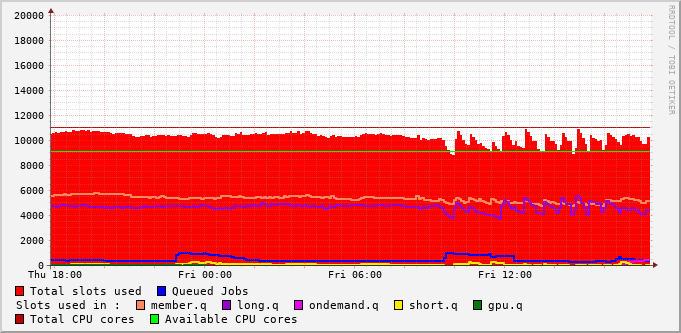 20000
18000
16000
14000
12000
10000
8000
6000
4000
2000
0
Thu 18:00 Fri 00:00 Fri 06:00 Fri 12:00
RRDTOOL / TOBI OETIKER
Total slots used Queued Jobs
Slots used in : member.q long.q ondemand.q short.q gpu.q
Total CPU cores Available CPU cores